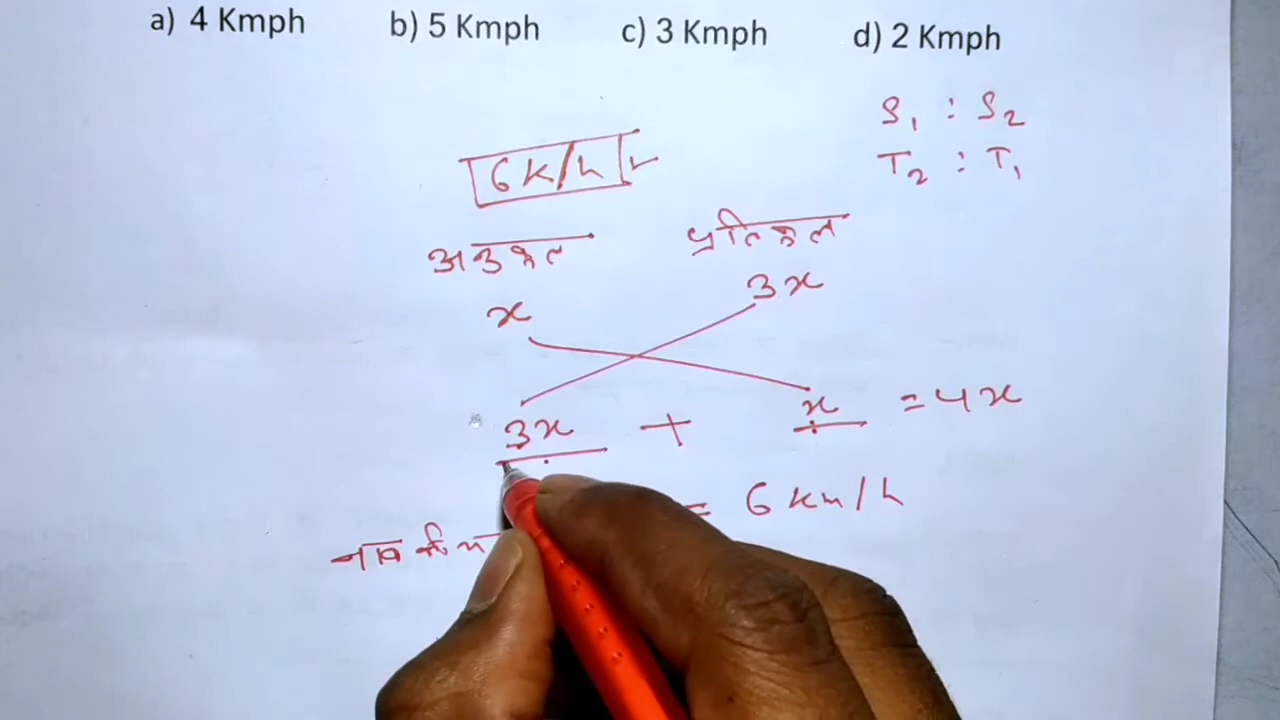 a) 4 Kmph b) 5 Kmph c) 3 Kmph d) 2 Kmph
S₁ : S₂
T₂ : T₁
6 k/h
प्रतिकूल
x 3x
3x + x = 4x
= 6 km/h
नाव की